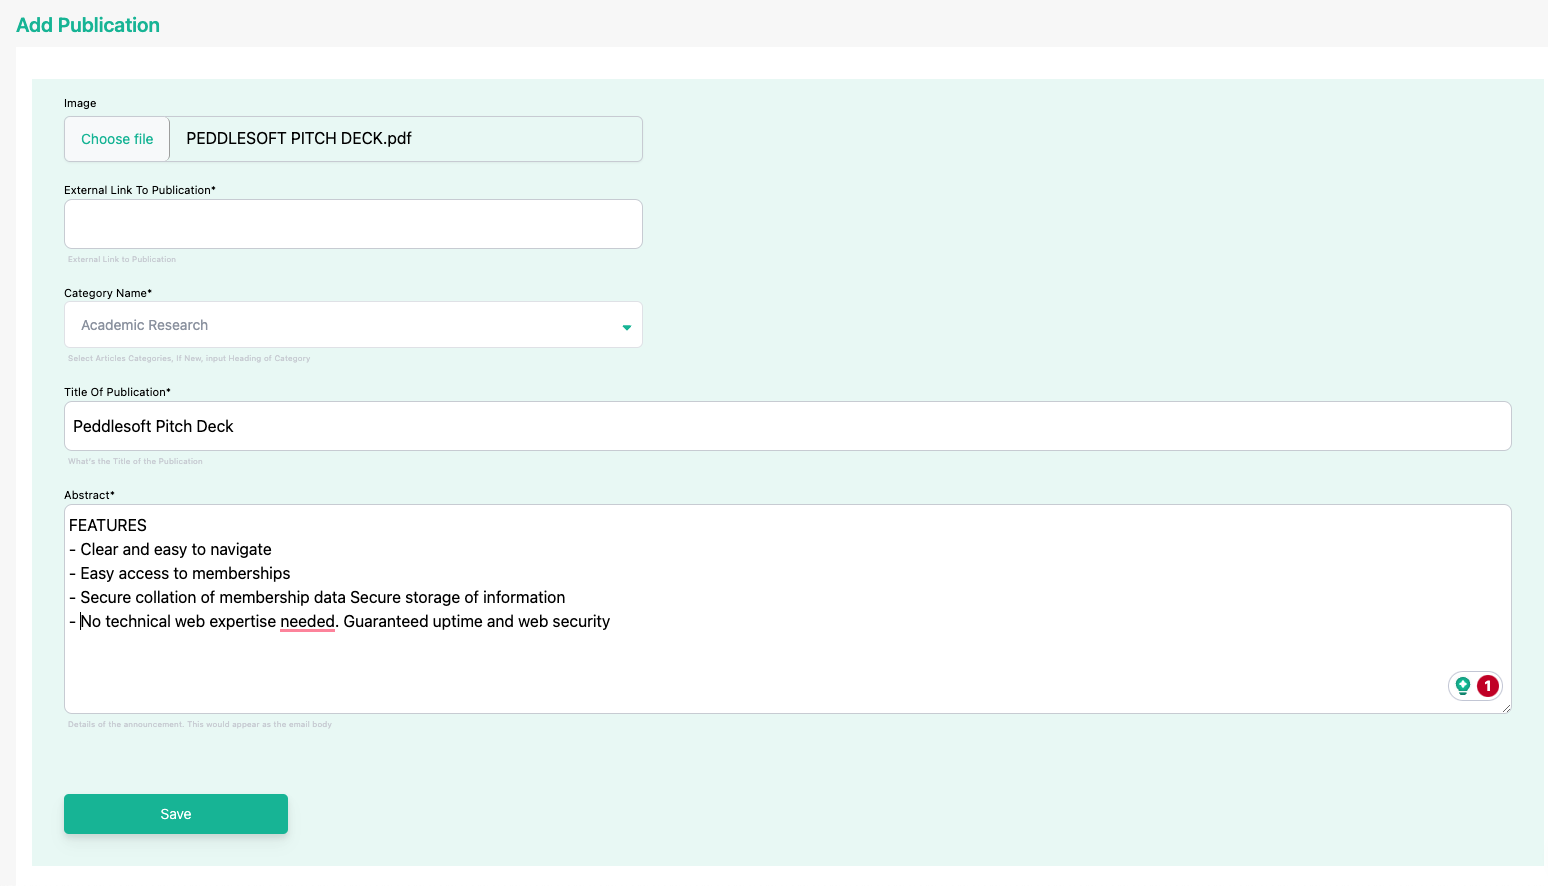 Add Publication
Image
Choose file
PEDDLESOFT PITCH DECK.pdf
External Link To Publication*
External Link to Publication
Category Name*
Academic Research
Select Articles Categories, If New, input Heading of Category
Title Of Publication*
Peddlesoft Pitch Deck
What's the Title of the Publication
Abstract*
FEATURES
- Clear and easy to navigate
- Easy access to memberships
- Secure collation of membership data Secure storage of information
- No technical web expertise needed. Guaranteed uptime and web security
1
Details of the announcement. This would appear as the email body
Save